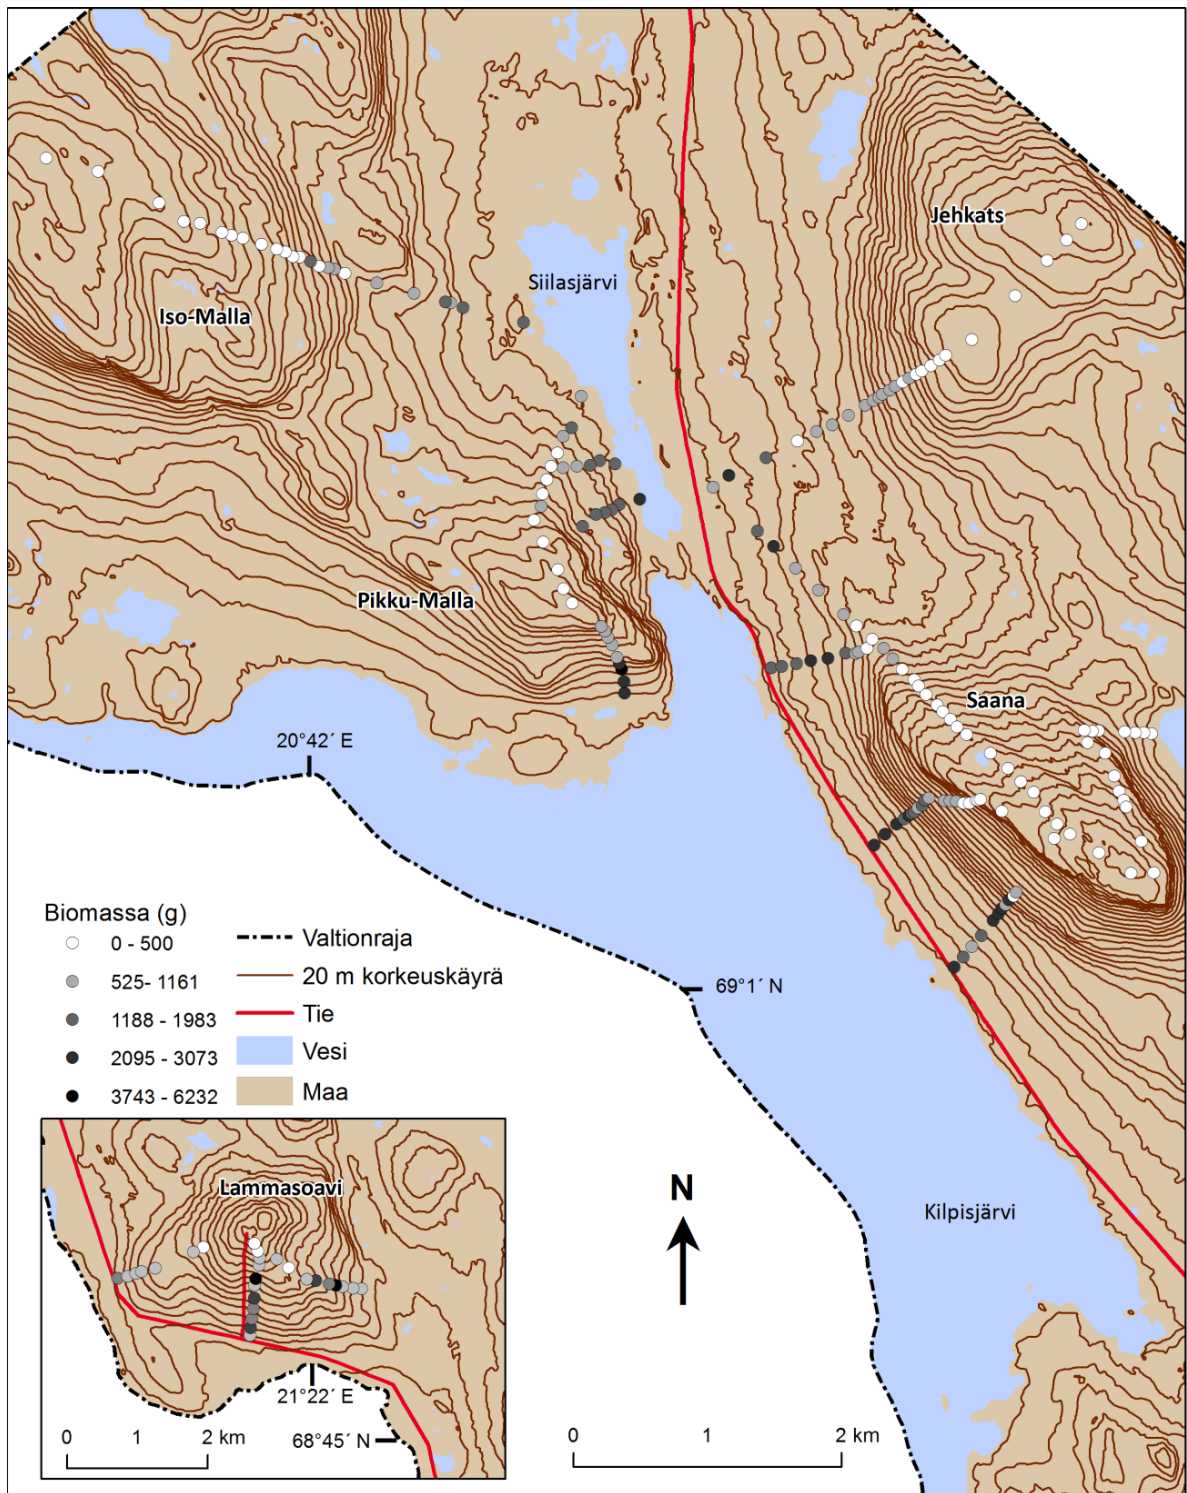 Jehkats
Siilasjärvi
Iso-Malla
Pikku-Malla
Saana
20°42´ E
Biomassa (g)
0 - 500
525- 1161
1188 - 1983
2095 - 3073
3743 - 6232
Valtionraja
20 m korkeuskäyrä
Tie
Vesi
Maa
69°1´ N
Lammasoavi
N
Kilpisjärvi
21°22´ E
68°45´ N
0 1 2 km
0 1 2 km